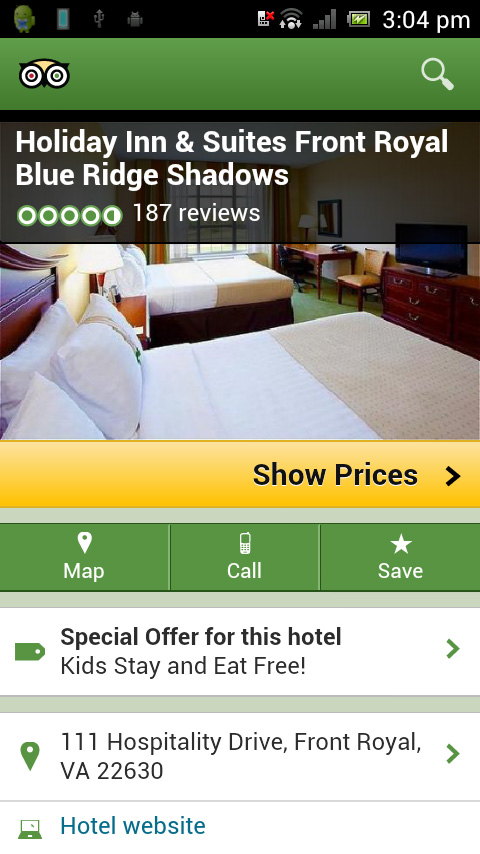 3:04 pm
Holiday Inn & Suites Front Royal
Blue Ridge Shadows
187 reviews
Show Prices
Map
Call
Save
Special Offer for this hotel
Kids Stay and Eat Free!
111 Hospitality Drive, Front Royal,
VA 22630
Hotel website